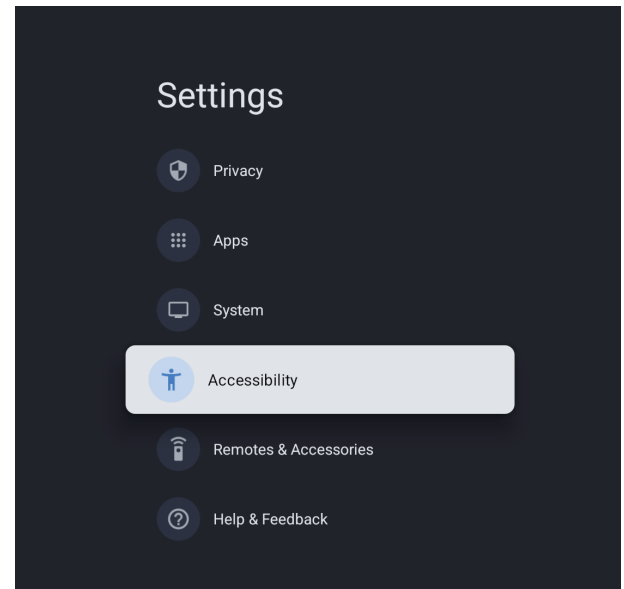 Settings
Privacy
Apps
System
Accessibility
Remotes & Accessories
Help & Feedback